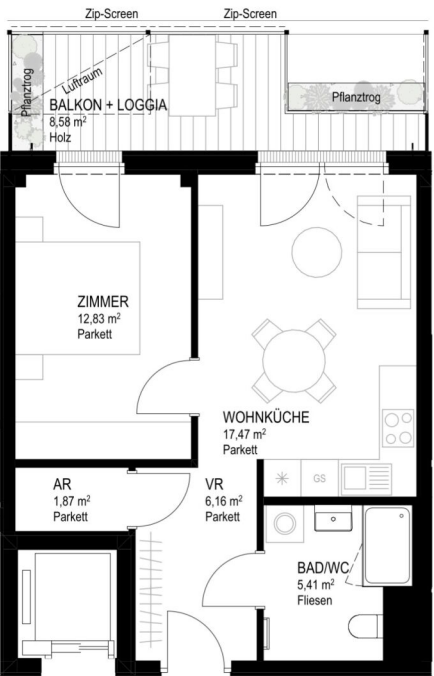 Zip-Screen
Zip-Screen
Pflanztrog
Luftraum
BALKON + LOGGIA
8,58 m²
Holz
Pflanztrog
ZIMMER
12,83 m²
Parkett
WOHNKÜCHE
17,47 m²
Parkett
GS
AR
1,87 m²
Parkett
VR
6,16 m²
Parkett
BAD/WC
5,41 m²
Fliesen